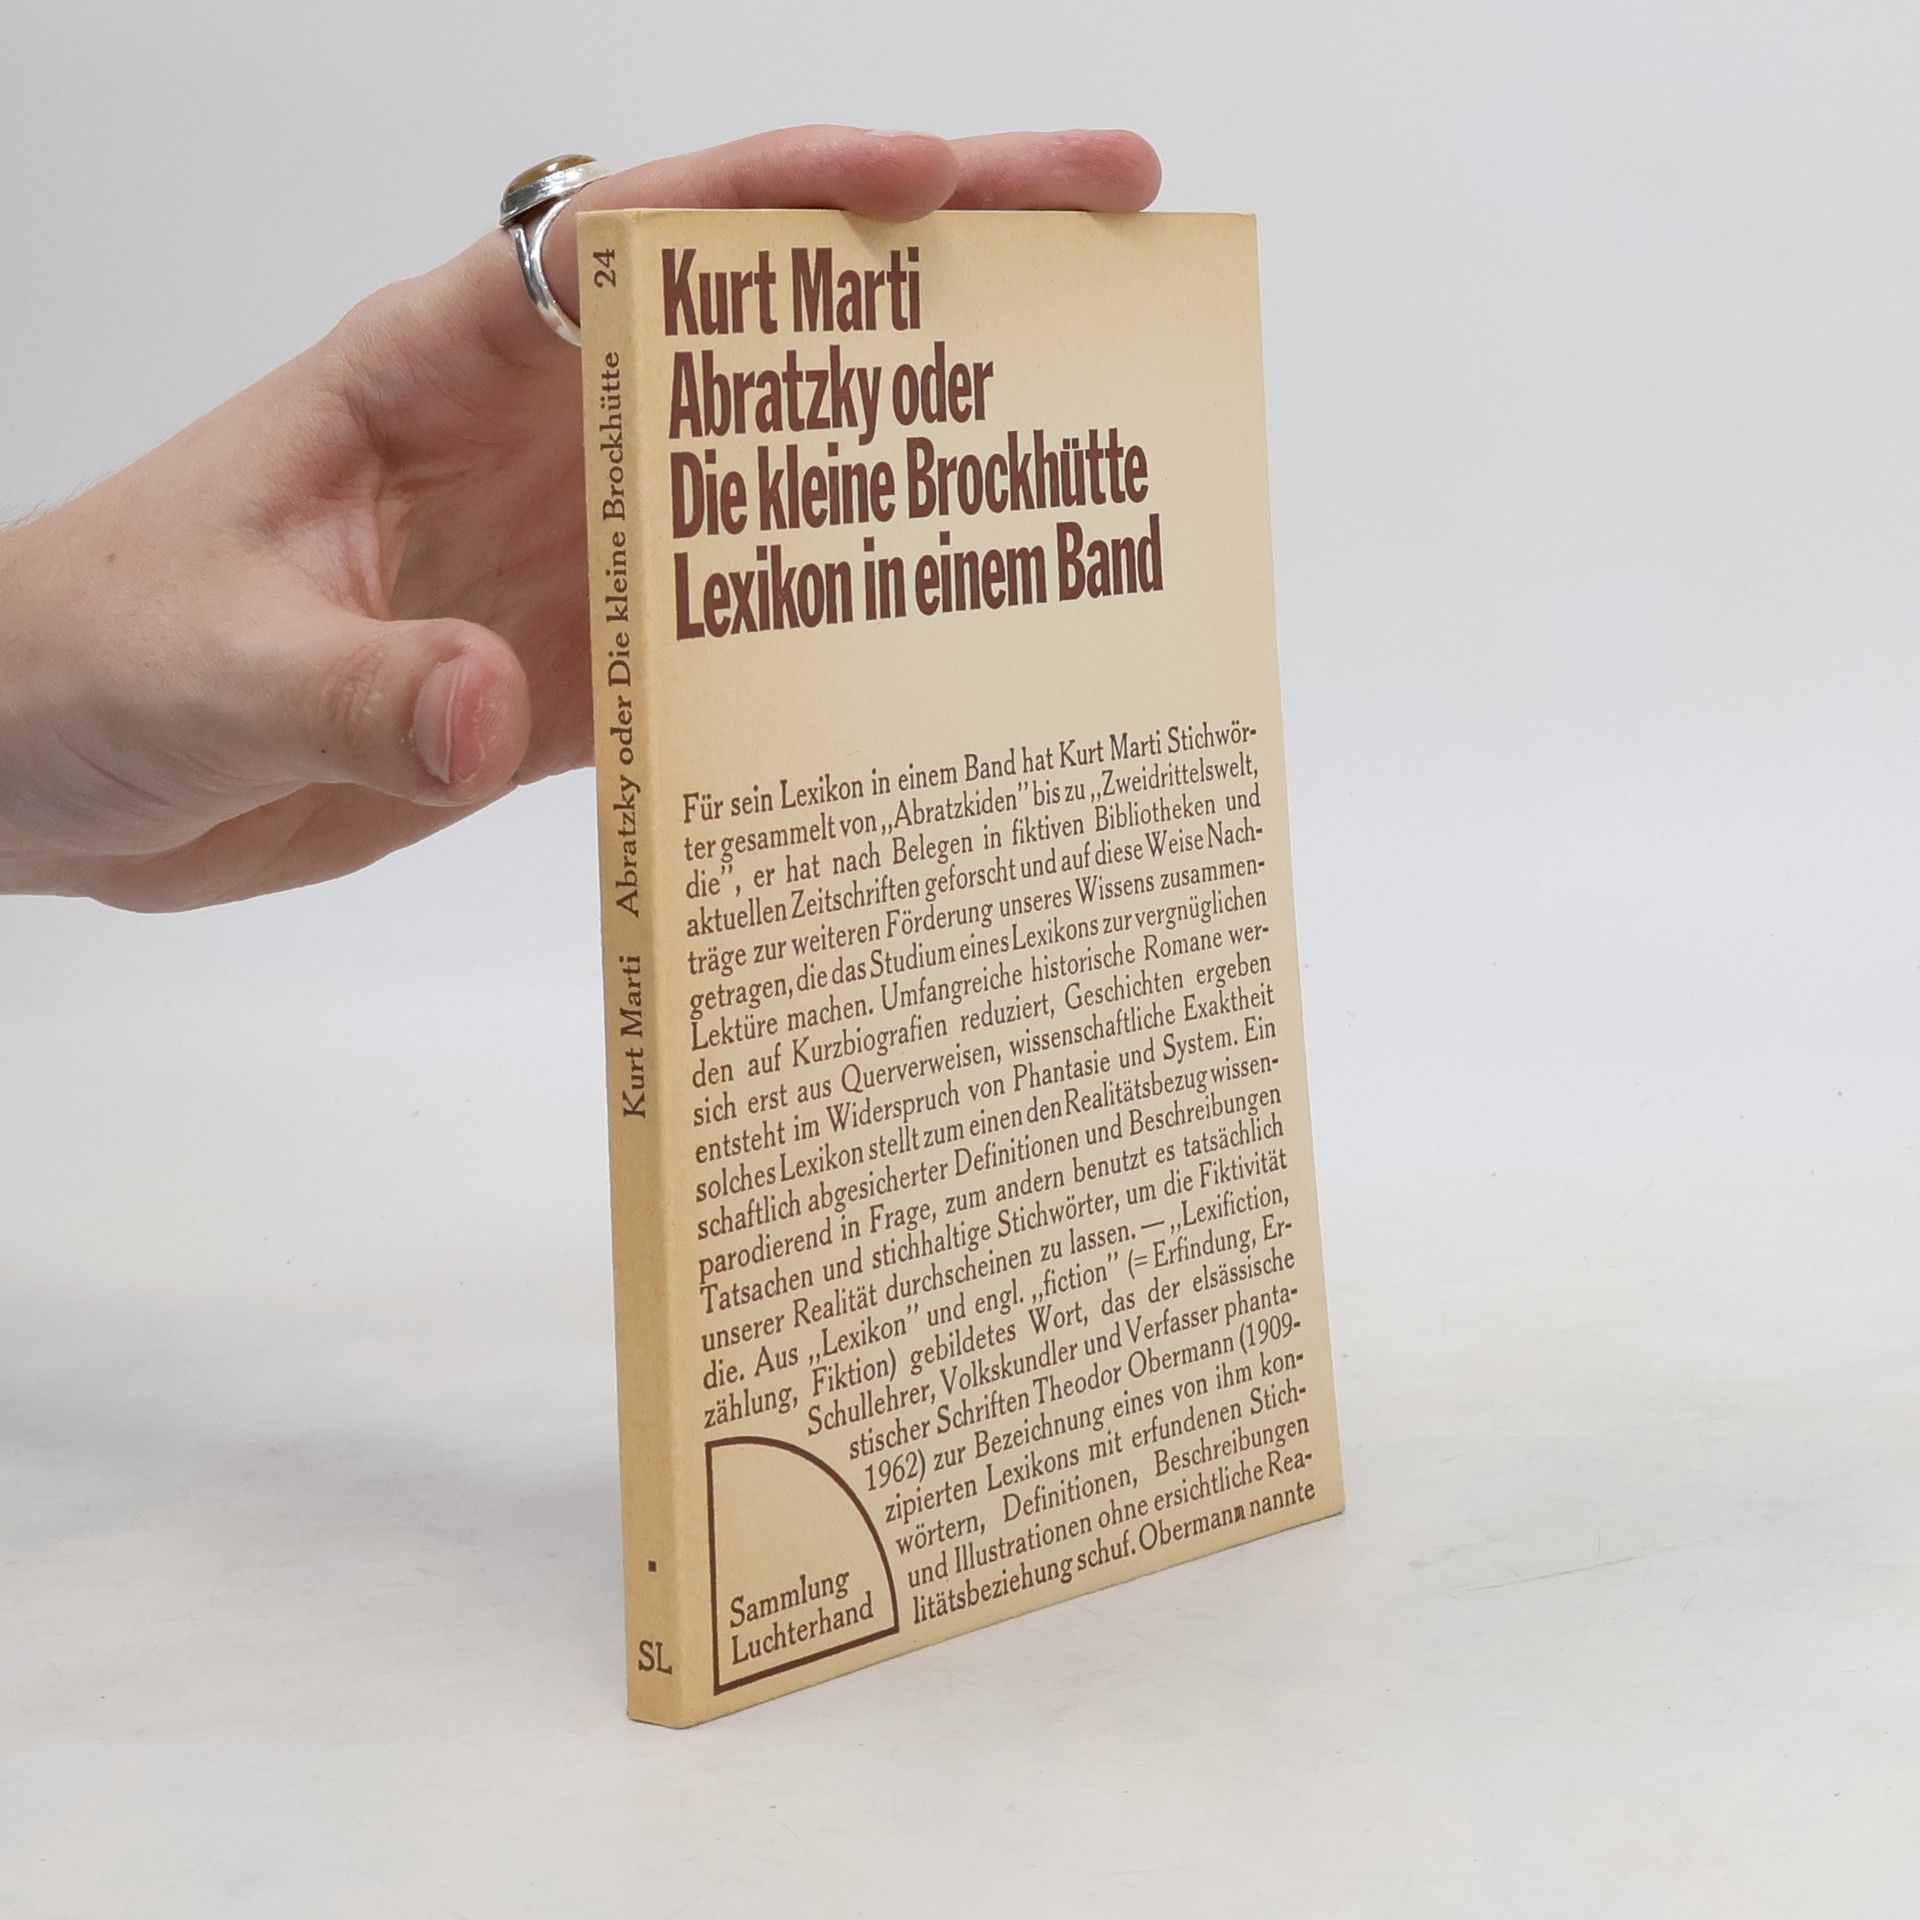 24
Abratzky oder Die kleine Brockhütte
Kurt Marti
SL
Kurt Marti
Abratzky oder
Die kleine Brockhütte
Lexikon in einem Band
Für sein Lexikon in einem Band hat Kurt Marti Stichwör-
ter gesammelt von „Abratzkiden” bis zu „Zweidrittelswelt,
die”, er hat nach Belegen in fiktiven Bibliotheken und
aktuellen Zeitschriften geforscht und auf diese Weise Nach-
träge zur weiteren Förderung unseres Wissens zusammen-
getragen, die das Studium eines Lexikons zur vergnüglichen
Lektüre machen. Umfangreiche historische Romane wer-
den auf Kurzbiografien reduziert, Geschichten ergeben
sich erst aus Querverweisen, wissenschaftliche Exaktheit
entsteht im Widerspruch von Phantasie und System. Ein
solches Lexikon stellt zum einen den Realitätsbezug wissen-
schaftlich abgesicherter Definitionen und Beschreibungen
parodierend in Frage, zum andern benutzt es tatsächlich
Tatsachen und stichhaltige Stichwörter, um die Fiktivität
unserer Realität durchscheinen zu lassen. — „Lexifiction,
die. Aus „Lexikon” und engl. „fiction” (= Erfindung, Er-
zählung, Fiktion) gebildetes Wort, das der elsässische
Schullehrer, Volkskundler und Verfasser phanta-
stischer Schriften Theodor Obermann (1909-
1962) zur Bezeichnung eines von ihm kon-
zipierten Lexikons mit erfundenen Stich-
wörtern, Definitionen, Beschreibungen
und Illustrationen ohne ersichtliche Rea-
litätsbeziehung schuf. Obermann nannte
Sammlung
Luchterhand